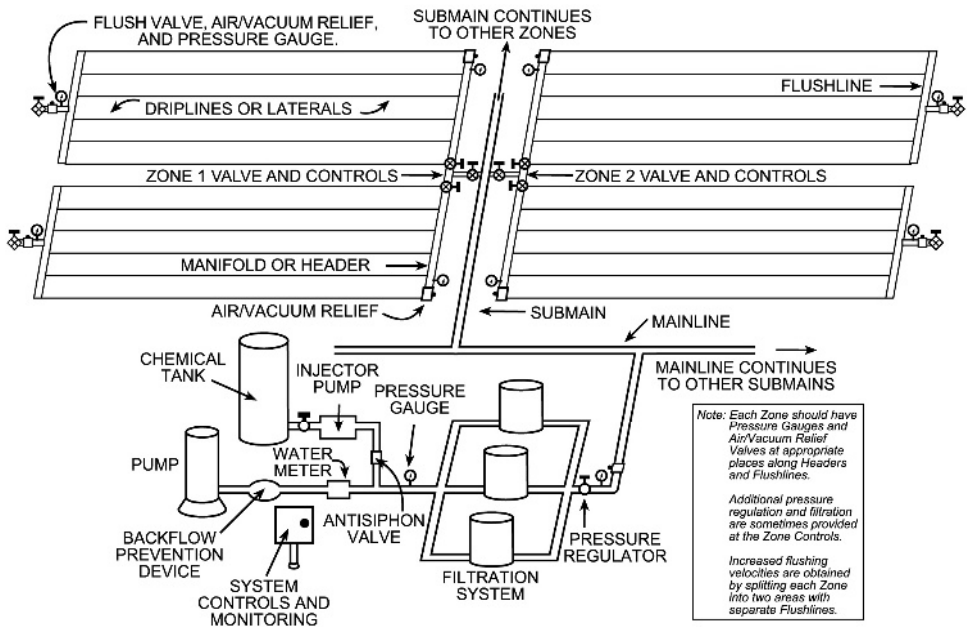 FLUSH VALVE, AIR/VACUUM RELIEF,
AND PRESSURE GAUGE.
SUBMAIN CONTINUES
TO OTHER ZONES
FLUSHLINE
DRIPLINES OR LATERALS
ZONE 1 VALVE AND CONTROLS
ZONE 2 VALVE AND CONTROLS
MANIFOLD OR HEADER
AIR/VACUUM RELIEF
SUBMAIN
MAINLINE
MAINLINE CONTINUES
TO OTHER SUBMAINS
CHEMICAL
TANK
INJECTOR
PUMP
PRESSURE
GAUGE
WATER
METER
PUMP
ANTISIPHON
VALVE
BACKFLOW
PREVENTION
DEVICE
SYSTEM
CONTROLS AND
MONITORING
FILTRATION
SYSTEM
PRESSURE
REGULATOR
Note: Each Zone should have
Pressure Gauges and
Air/Vacuum Relief
Valves at appropriate
places along Headers
and Flushlines.
Additional pressure
regulation and filtration
are sometimes provided
at the Zone Controls.
Increased flushing
velocities are obtained
by splitting each Zone
into two areas with
separate Flushlines.